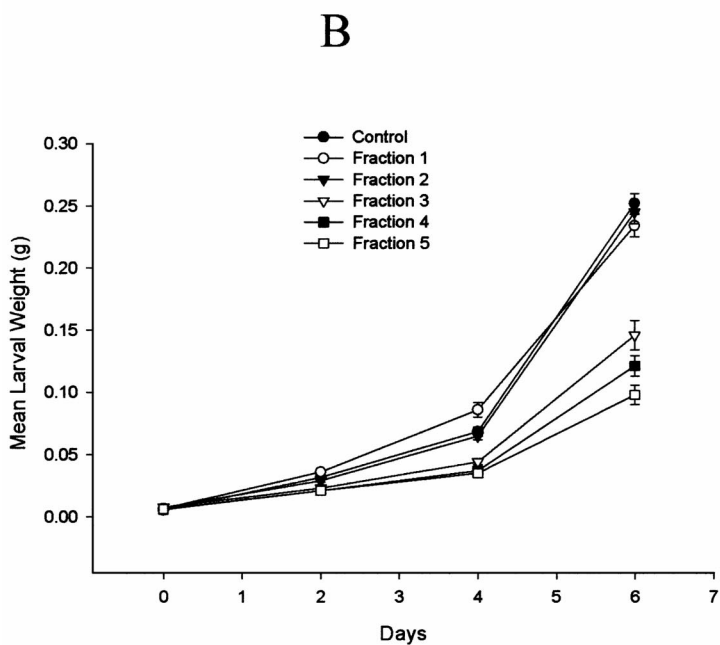 B
Control
Fraction 1
Fraction 2
Fraction 3
Fraction 4
Fraction 5
Mean Larval Weight (g)
0.30
0.25
0.20
0.15
0.10
0.05
0.00
0 1 2 3 4 5 6 7
Days